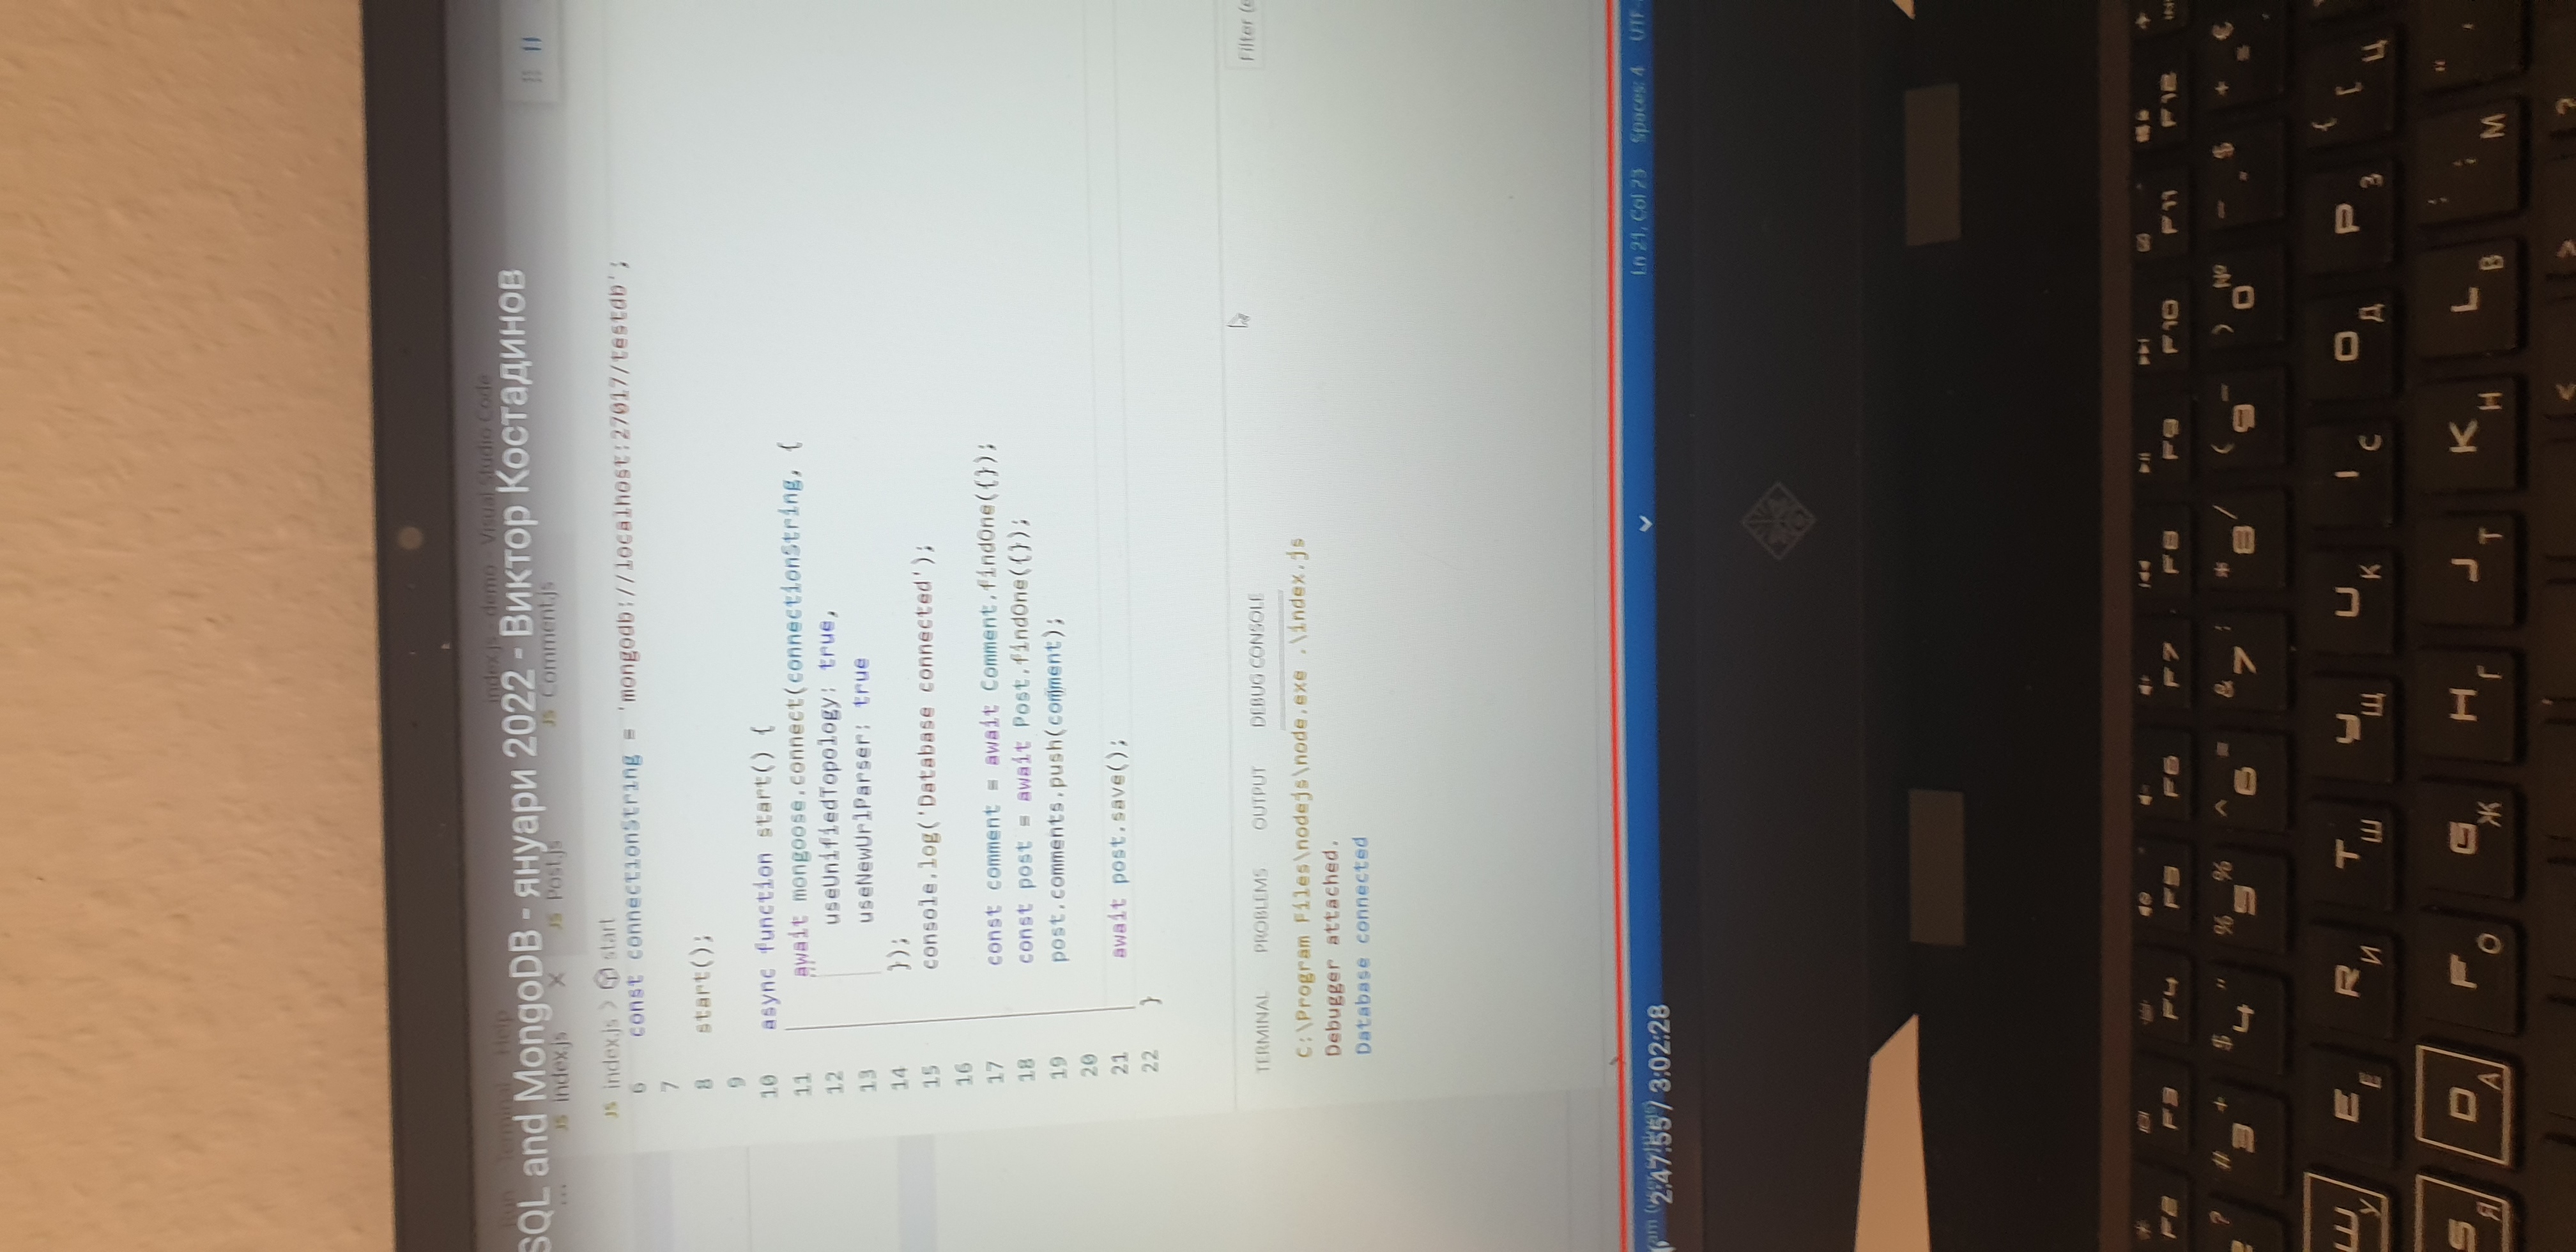 Run Terminal Help index.js - demo - Visual Studio Code
SQL and MongoDB - януари 2022 - Виктор Костадинов
... JS index.js × JS Post.js JS Comment.js
JS index.js > start
6 const connectionString = 'mongodb://localhost:27017/testdb';
7
8 start();
9
10 async function start() {
11 await mongoose.connect(connectionString, {
12 useUnifiedTopology: true,
13 useNewUrlParser: true
14 });
15 console.log('Database connected');
16
17 const comment = await Comment.findOne({});
18 const post = await Post.findOne({});
19 post.comments.push(comment);
20
21 await post.save();
22 }
TERMINAL PROBLEMS OUTPUT DEBUG CONSOLE Filter (e
C:\Program Files\nodejs\node.exe .\index.js
Debugger attached.
Database connected
ram (user settings) Ln 21, Col 23 Spaces: 4 UTF-
2:47:55 / 3:02:28
F2 F3 F4 F5 F6 F7 F8 F9 F10 F11 F12
? # + $ " % % ^ = & : * / ( – ) № – $ + €
3 4 5 6 7 8 9 0 - . =
Ш У E Е R И T Ш У Щ U К I С O Д P З { [ Ц
S Я D А F О G Ж H Г J Т K Н L В : ; М " '
< > ?